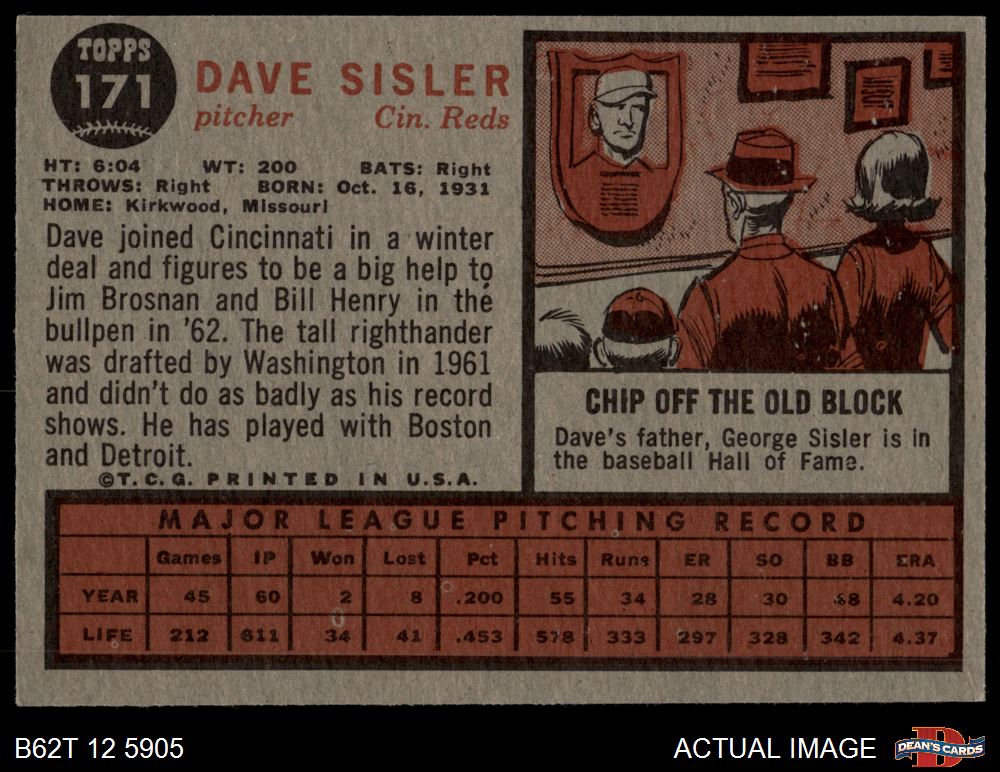 TOPPS
171
DAVE SISLER
pitcher Cin. Reds
HT: 6:04 WT: 200 BATS: Right
THROWS: Right BORN: Oct. 16, 1931
HOME: Kirkwood, Missouri
Dave joined Cincinnati in a winter
deal and figures to be a big help to
Jim Brosnan and Bill Henry in the
bullpen in '62. The tall righthander
was drafted by Washington in 1961
and didn't do as badly as his record
shows. He has played with Boston
and Detroit.
©T.C.G. PRINTED IN U.S.A.
CHIP OFF THE OLD BLOCK
Dave's father, George Sisler is in
the baseball Hall of Fame.
MAJOR LEAGUE PITCHING RECORD
Games IP Won Lost Pct Hits Runs ER SO BB ERA
YEAR 45 60 2 8 .200 55 34 28 30 48 4.20
LIFE 212 611 34 41 .453 578 333 297 328 342 4.37
B62T 12 5905
ACTUAL IMAGE
D
DEAN'S CARDS